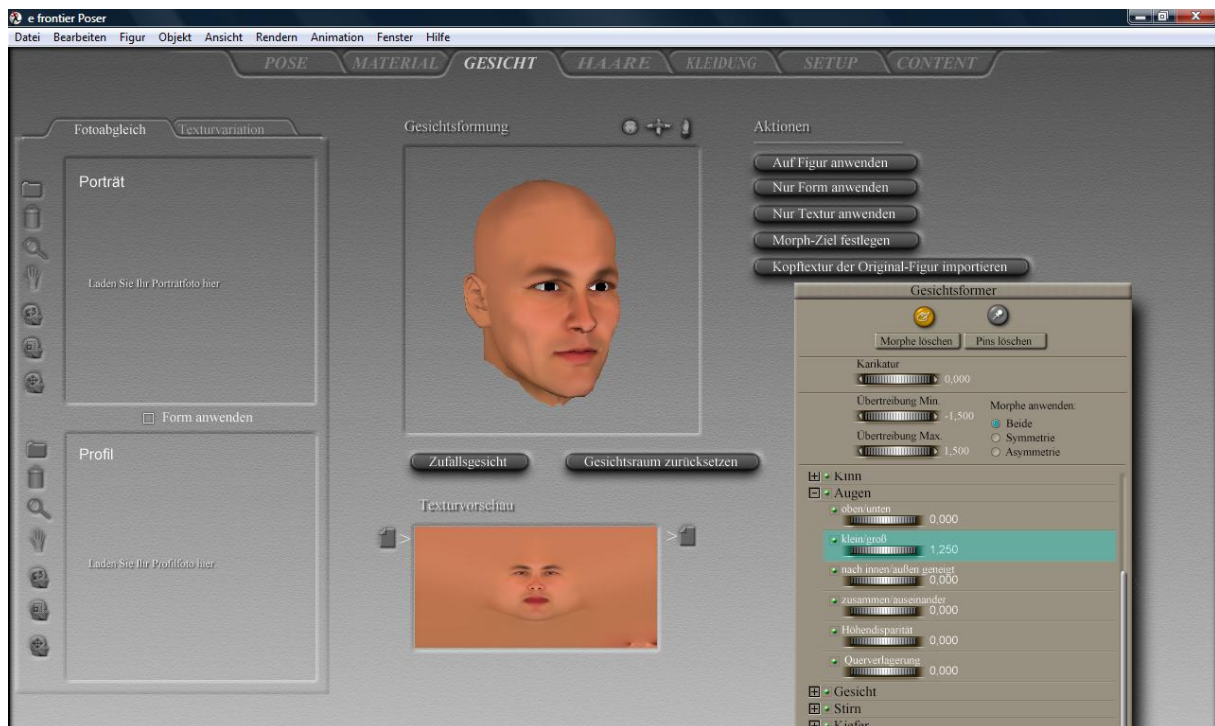 e frontier Poser
Datei Bearbeiten Figur Objekt Ansicht Rendern Animation Fenster Hilfe
POSE MATERIAL GESICHT HAARE KLEIDUNG SETUP CONTENT
Fotoabgleich Texturvariation
Porträt
Laden Sie Ihr Porträtfoto hier.
Form anwenden
Profil
Laden Sie Ihr Profilfoto hier.
Gesichtsformung
Zufallsgesicht Gesichtsraum zurücksetzen
Texturvorschau
> >
Aktionen
Auf Figur anwenden
Nur Form anwenden
Nur Textur anwenden
Morph-Ziel festlegen
Kopftextur der Original-Figur importieren
Gesichtsformer
Morphe löschen Pins löschen
Karikatur
0,000
Übertreibung Min.
-1,500
Übertreibung Max.
1,500
Morphe anwenden:
Beide
Symmetrie
Asymmetrie
Kinn
Augen
oben/unten
0,000
klein/groß
1,250
nach innen/außen geneigt
0,000
zusammen/auseinander
0,000
Höhendisparität
0,000
Querverlagerung
0,000
Gesicht
Stirn
Kiefer